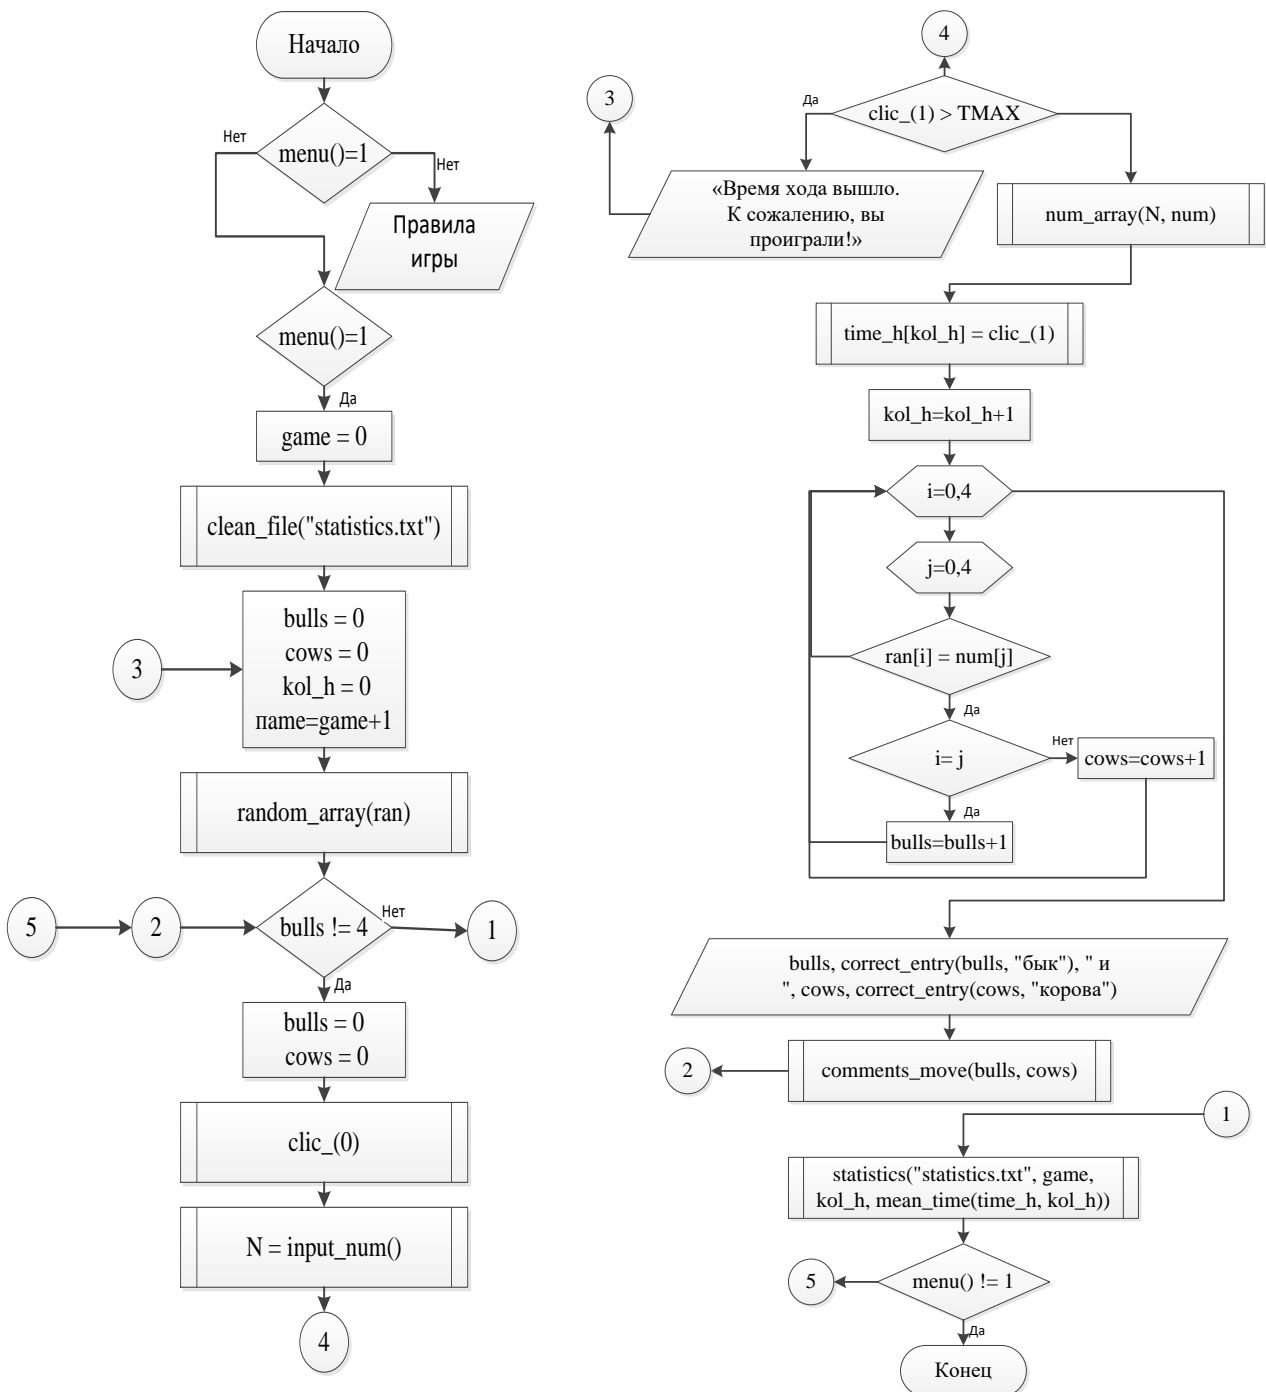 Начало
menu()=1
Нет
Нет
Правила
игры
menu()=1
Да
game = 0
clean_file("statistics.txt")
bulls = 0
cows = 0
kol_h = 0
пame=game+1
3
random_array(ran)
5
2
bulls != 4
Нет
1
Да
bulls = 0
cows = 0
clic_(0)
N = input_num()
4
4
3
Да
clic_(1) > TMAX
«Время хода вышло.
К сожалению, вы
проиграли!»
num_array(N, num)
time_h[kol_h] = clic_(1)
kol_h=kol_h+1
i=0,4
j=0,4
ran[i] = num[j]
Да
i= j
Нет
cows=cows+1
Да
bulls=bulls+1
bulls, correct_entry(bulls, "бык"), " и
", cows, correct_entry(cows, "корова")
2
comments_move(bulls, cows)
1
statistics("statistics.txt", game,
kol_h, mean_time(time_h, kol_h))
5
menu() != 1
Да
Конец